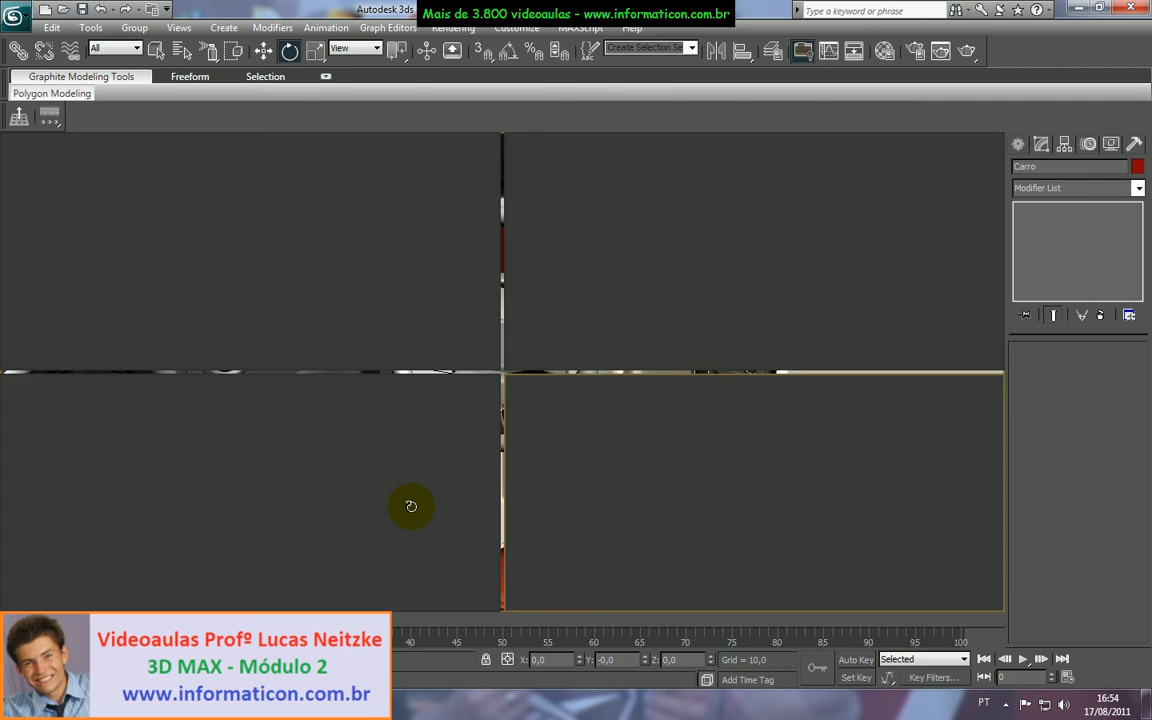 Autodesk 3ds
Mais de 3.800 videoaulas - www.informaticon.com.br
Type a keyword or phrase
Edit Tools Group Views Create Modifiers Animation Graph Editors Rendering Customize MAXScript Help
All
View
Create Selection Se
Graphite Modeling Tools Freeform Selection
Polygon Modeling
Carro
Modifier List
40 45 50 55 60 65 70 75 80 85 90 95 100
X: 0,0 Y: -0,0 Z: 0,0 Grid = 10,0 Auto Key Selected
Add Time Tag Set Key Key Filters... 0
Videoaulas Profº Lucas Neitzke
3D MAX - Módulo 2
www.informaticon.com.br
PT 16:54
17/08/2011